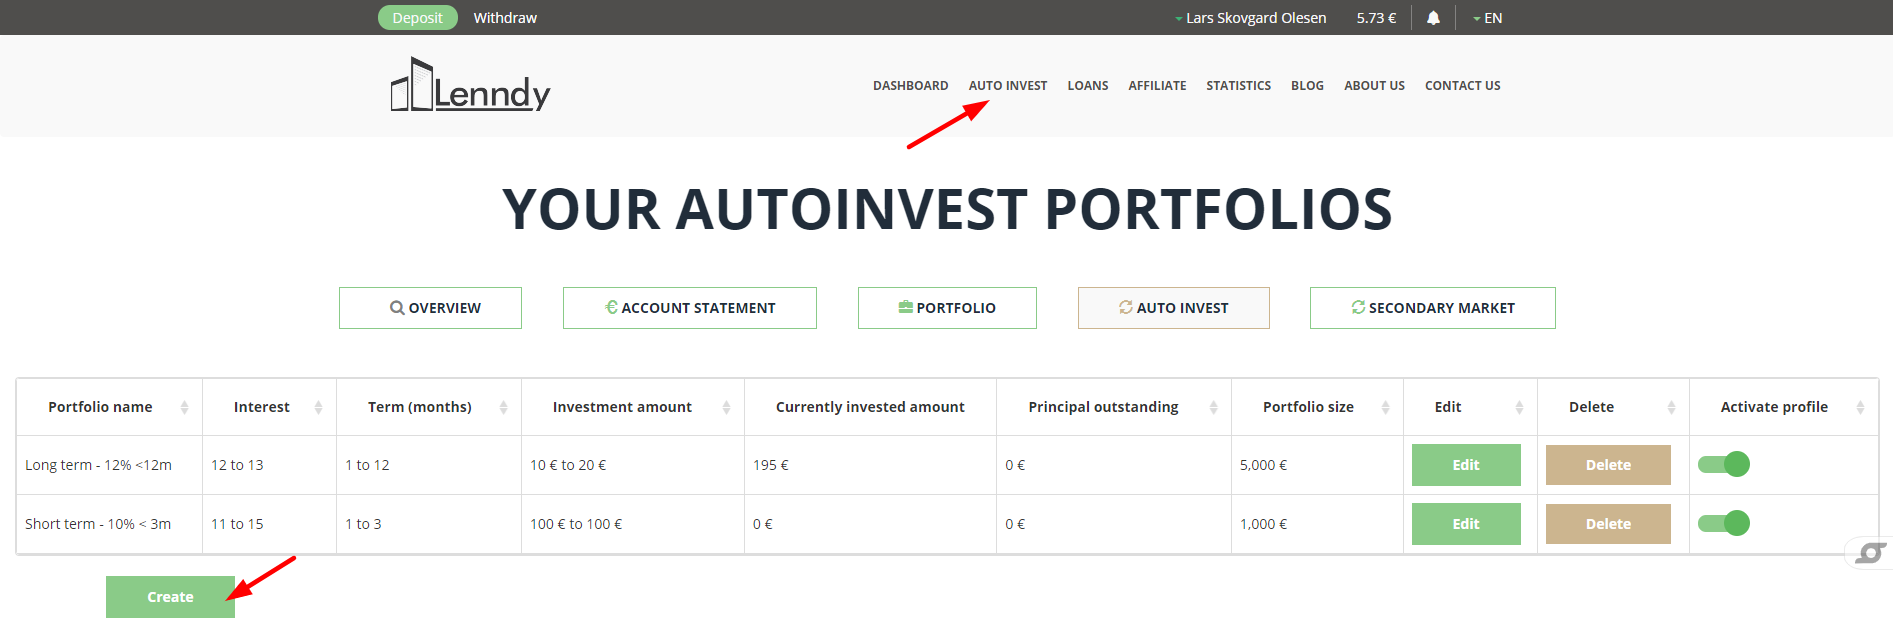 Deposit Withdraw Lars Skovgard Olesen 5.73 € EN
Lenndy
DASHBOARD AUTO INVEST LOANS AFFILIATE STATISTICS BLOG ABOUT US CONTACT US
YOUR AUTOINVEST PORTFOLIOS
OVERVIEW € ACCOUNT STATEMENT PORTFOLIO AUTO INVEST SECONDARY MARKET
Portfolio name Interest Term (months) Investment amount Currently invested amount Principal outstanding Portfolio size Edit Delete Activate profile
Long term - 12% <12m 12 to 13 1 to 12 10 € to 20 € 195 € 0 € 5,000 € Edit Delete
Short term - 10% < 3m 11 to 15 1 to 3 100 € to 100 € 0 € 0 € 1,000 € Edit Delete
Create